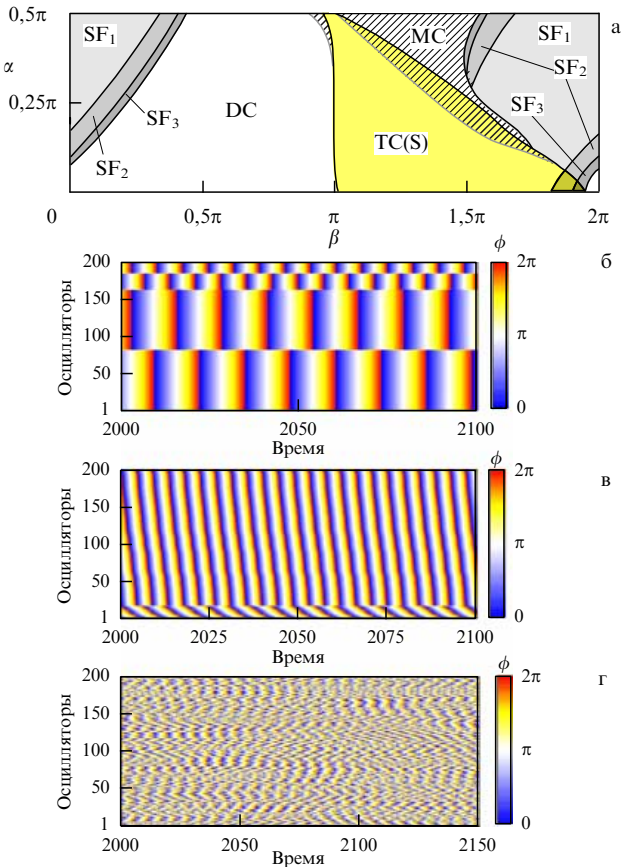 0,5π
α
0,25π
0
SF1
SF2
SF3
DC
TC(S)
MC
SF1
SF2
SF3
а
0,5π
π
1,5π
2π
β
Осцилляторы
200
150
100
50
1
2000
2050
2100
Время
ϕ
2π
π
0
б
Осцилляторы
200
150
100
50
1
2000
2025
2050
2075
2100
Время
ϕ
2π
π
0
в
Осцилляторы
200
150
100
50
1
2000
2050
2100
2150
Время
ϕ
2π
π
0
г